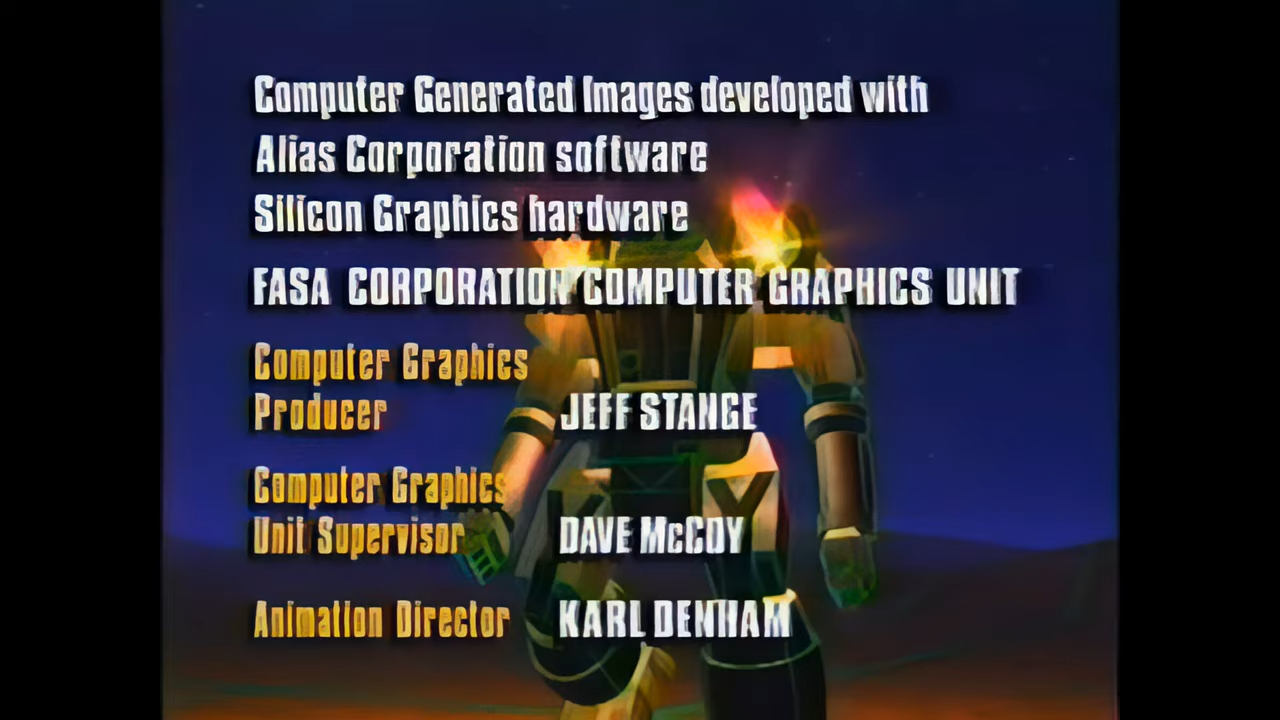 Computer Generated Images developed with
Alias Corporation software
Silicon Graphics hardware
FASA CORPORATION COMPUTER GRAPHICS UNIT
Computer Graphics
Producer JEFF STANGE
Computer Graphics
Unit Supervisor DAVE McCOY
Animation Director KARL DENHAM